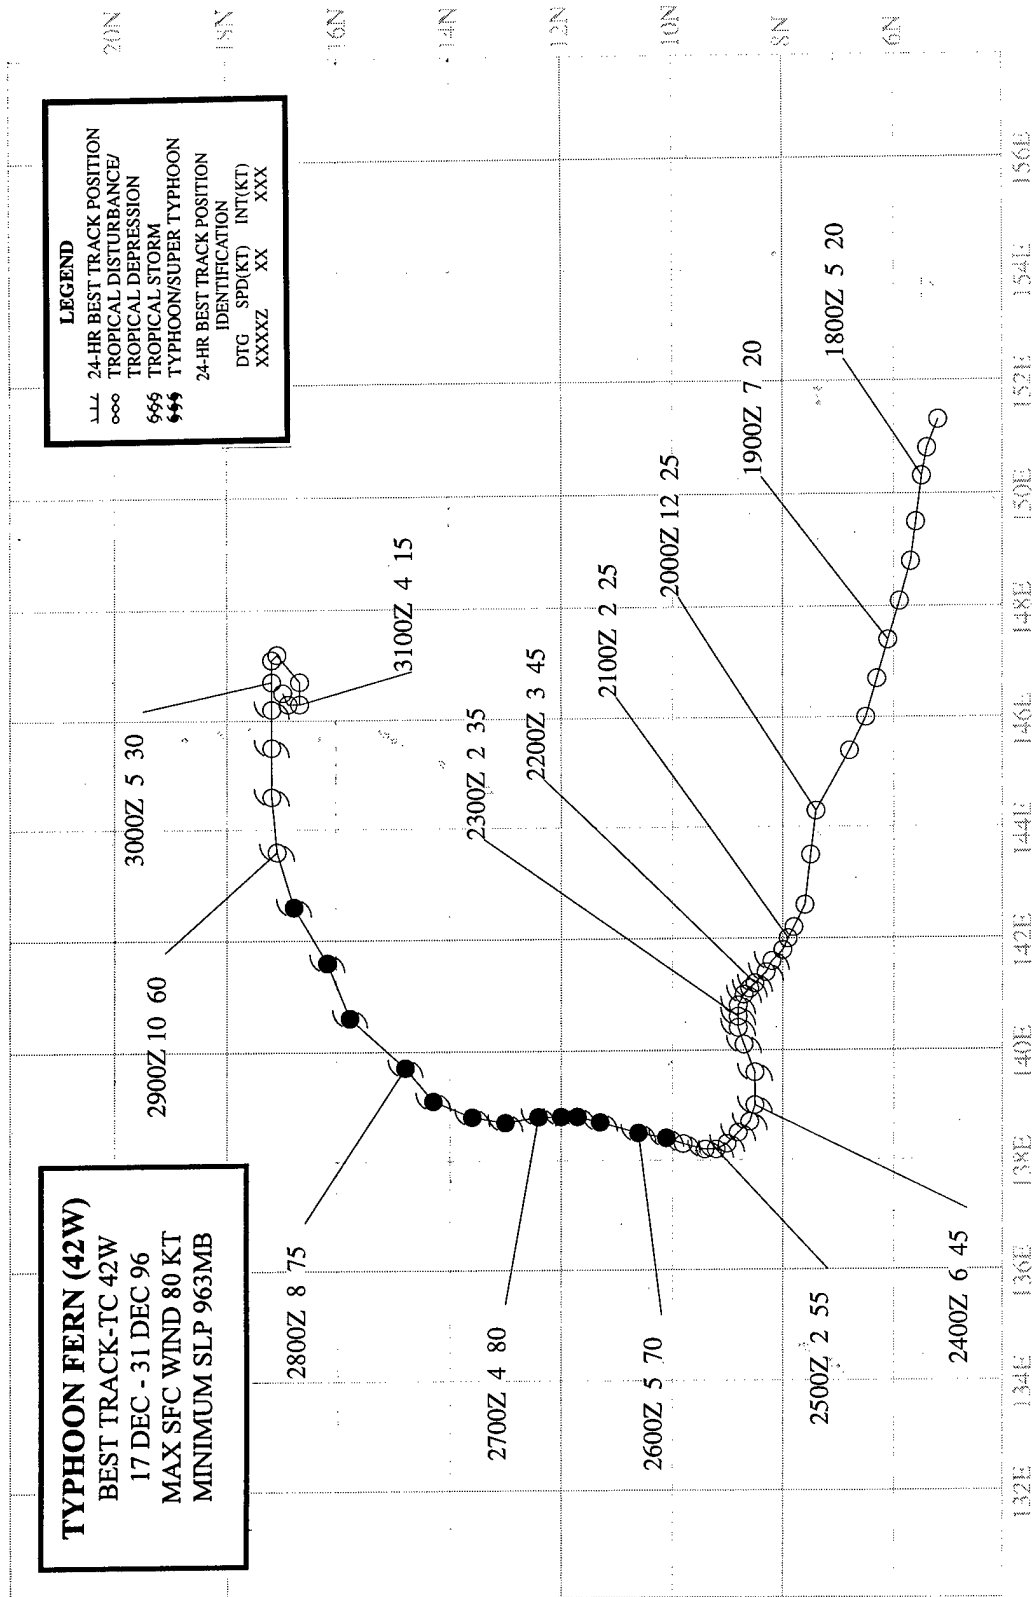 TYPHOON FERN (42W)
BEST TRACK-TC 42W
17 DEC - 31 DEC 96
MAX SFC WIND 80 KT
MINIMUM SLP 963MB
LEGEND
24-HR BEST TRACK POSITION
TROPICAL DISTURBANCE/
TROPICAL DEPRESSION
TROPICAL STORM
TYPHOON/SUPER TYPHOON
24-HR BEST TRACK POSITION
IDENTIFICATION
DTG SPD(KT) INT(KT)
XXXXZ XX XXX
20N
18N
16N
14N
12N
10N
8N
6N
3000Z 5 30
2900Z 10 60
3100Z 4 15
2800Z 8 75
2300Z 2 35
2200Z 3 45
2100Z 2 25
2000Z 12 25
1900Z 7 20
1800Z 5 20
2700Z 4 80
2600Z 5 70
2500Z 2 55
2400Z 6 45
132E
134E
136E
138E
140E
142E
144E
146E
148E
150E
152E
154E
156E